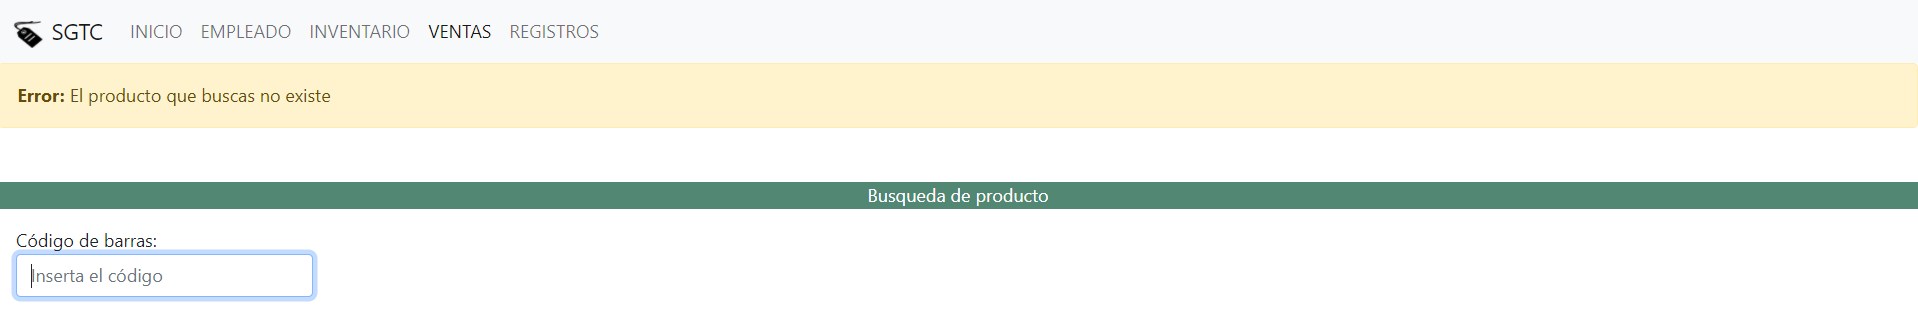 SGTC INICIO EMPLEADO INVENTARIO VENTAS REGISTROS
Error: El producto que buscas no existe
Busqueda de producto
Código de barras:
Inserta el código